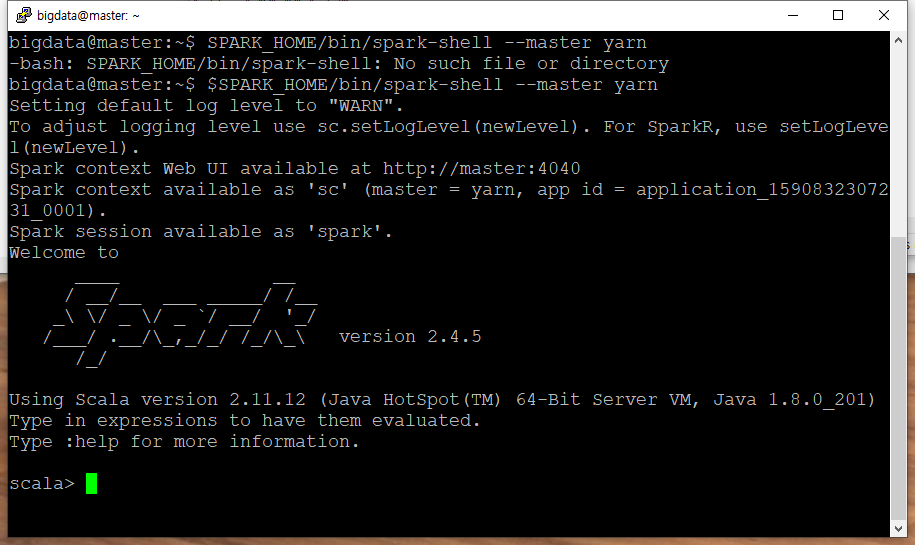 bigdata@master: ~
bigdata@master:~$ SPARK_HOME/bin/spark-shell --master yarn
-bash: SPARK_HOME/bin/spark-shell: No such file or directory
bigdata@master:~$ $SPARK_HOME/bin/spark-shell --master yarn
Setting default log level to "WARN".
To adjust logging level use sc.setLogLevel(newLevel). For SparkR, use setLogLeve
l(newLevel).
Spark context Web UI available at http://master:4040
Spark context available as 'sc' (master = yarn, app id = application_15908323072
31_0001).
Spark session available as 'spark'.
Welcome to
      ____              __
     / __/__  ___ _____/ /__
    _\ \/ _ \/ _ `/ __/  '_/
   /___/ .__/\_,_/_/ /_/\_\   version 2.4.5
      /_/
Using Scala version 2.11.12 (Java HotSpot(TM) 64-Bit Server VM, Java 1.8.0_201)
Type in expressions to have them evaluated.
Type :help for more information.
scala>